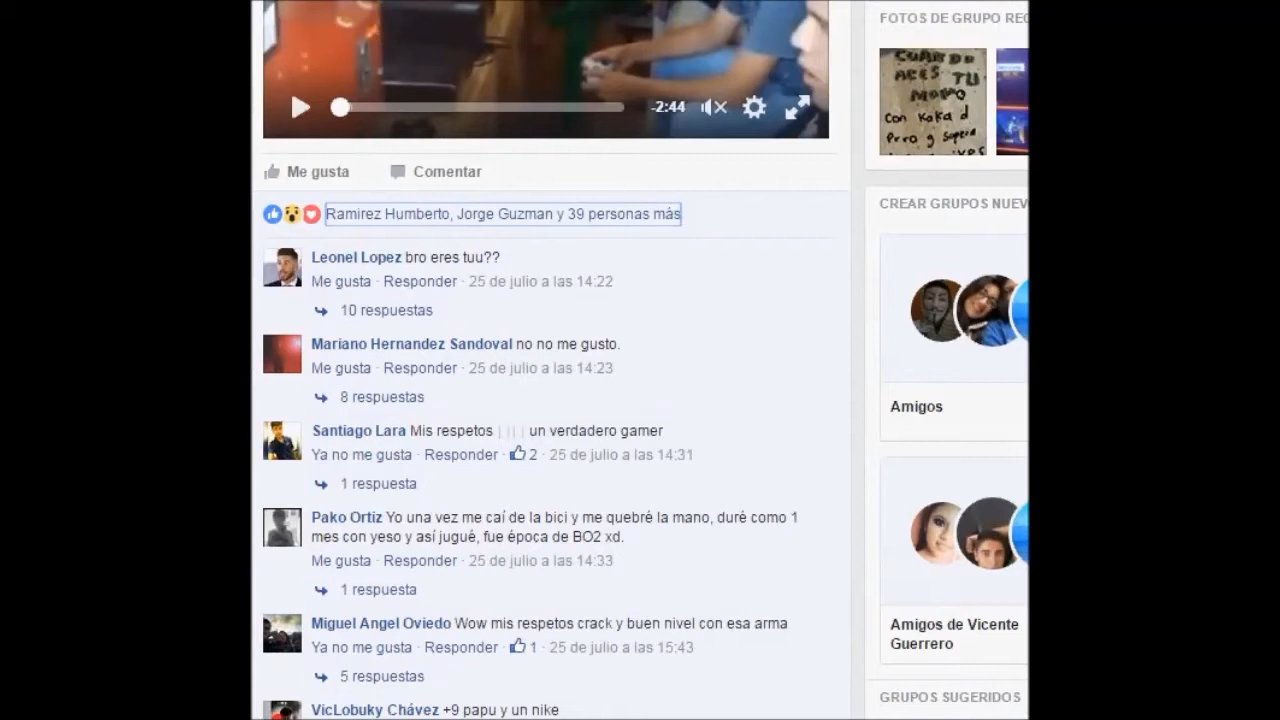 -2:44
Me gusta
Comentar
Ramirez Humberto, Jorge Guzman y 39 personas más
Leonel Lopez bro eres tuu??
Me gusta · Responder · 25 de julio a las 14:22
10 respuestas
Mariano Hernandez Sandoval no no me gusto.
Me gusta · Responder · 25 de julio a las 14:23
8 respuestas
Santiago Lara Mis respetos un verdadero gamer
Ya no me gusta · Responder · 2 · 25 de julio a las 14:31
1 respuesta
Pako Ortíz Yo una vez me caí de la bici y me quebré la mano, duré como 1
mes con yeso y así jugué, fue época de BO2 xd.
Me gusta · Responder · 25 de julio a las 14:33
1 respuesta
Miguel Angel Oviedo Wow mis respetos crack y buen nivel con esa arma
Ya no me gusta · Responder · 1 · 25 de julio a las 15:43
5 respuestas
VicLobuky Chávez +9 papu y un nike
FOTOS DE GRUPO REC
CUANDO
ACES TU
Con kaka d
Prro y
CREAR GRUPOS NUEV
Amigos
Amigos de Vicente
Guerrero
GRUPOS SUGERIDOS